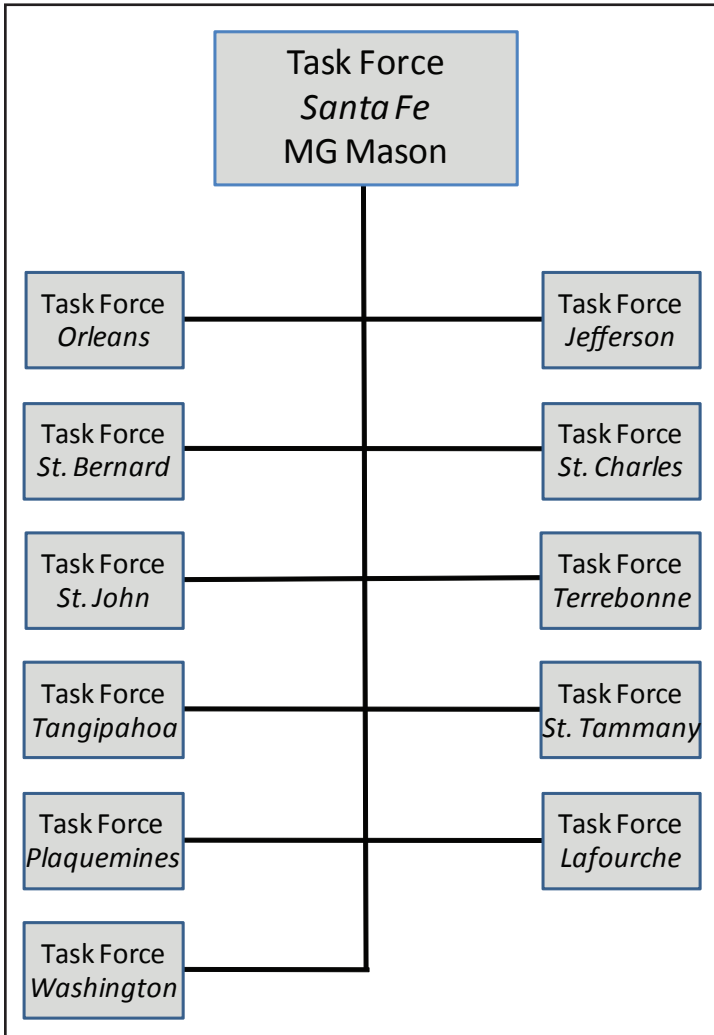 Task Force
Santa Fe
MG Mason
Task Force
Orleans
Task Force
Jefferson
Task Force
St. Bernard
Task Force
St. Charles
Task Force
St. John
Task Force
Terrebonne
Task Force
Tangipahoa
Task Force
St. Tammany
Task Force
Plaquemines
Task Force
Lafourche
Task Force
Washington